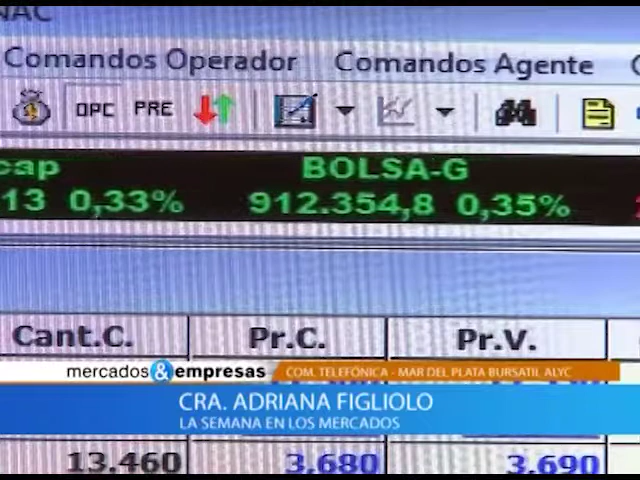 NAC
Comandos Operador Comandos Agente
OPC PRE
cap BOLSA-G
13 0,33% 912.354,8 0,35%
Cant.C. Pr.C. Pr.V.
mercados&empresas COM. TELEFÓNICA - MAR DEL PLATA BURSATIL ALYC
CRA. ADRIANA FIGLIOLO
LA SEMANA EN LOS MERCADOS
13.460 3,680 3,690